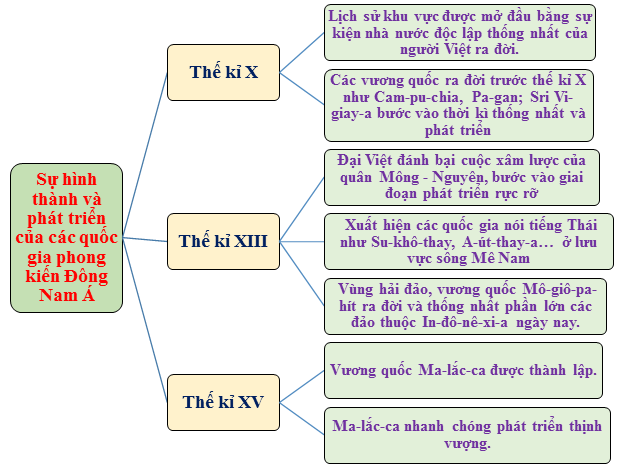 Sự hình
thành và
phát triển
của các quốc
gia phong
kiến Đông
Nam Á
Thế kỉ X
Lịch sử khu vực được mở đầu bằng sự
kiện nhà nước độc lập thống nhất của
người Việt ra đời.
Các vương quốc ra đời trước thế kỉ X
như Cam-pu-chia, Pa-gan; Sri Vi-
giay-a bước vào thời kì thống nhất và
phát triển
Thế kỉ XIII
Đại Việt đánh bại cuộc xâm lược của
quân Mông - Nguyên, bước vào giai
đoạn phát triển rực rỡ
Xuất hiện các quốc gia nói tiếng Thái
như Su-khô-thay, A-út-thay-a… ở lưu
vực sông Mê Nam
Vùng hải đảo, vương quốc Mô-giô-pa-
hít ra đời và thống nhất phần lớn các
đảo thuộc In-đô-nê-xi-a ngày nay.
Thế kỉ XV
Vương quốc Ma-lắc-ca được thành lập.
Ma-lắc-ca nhanh chóng phát triển thịnh
vượng.